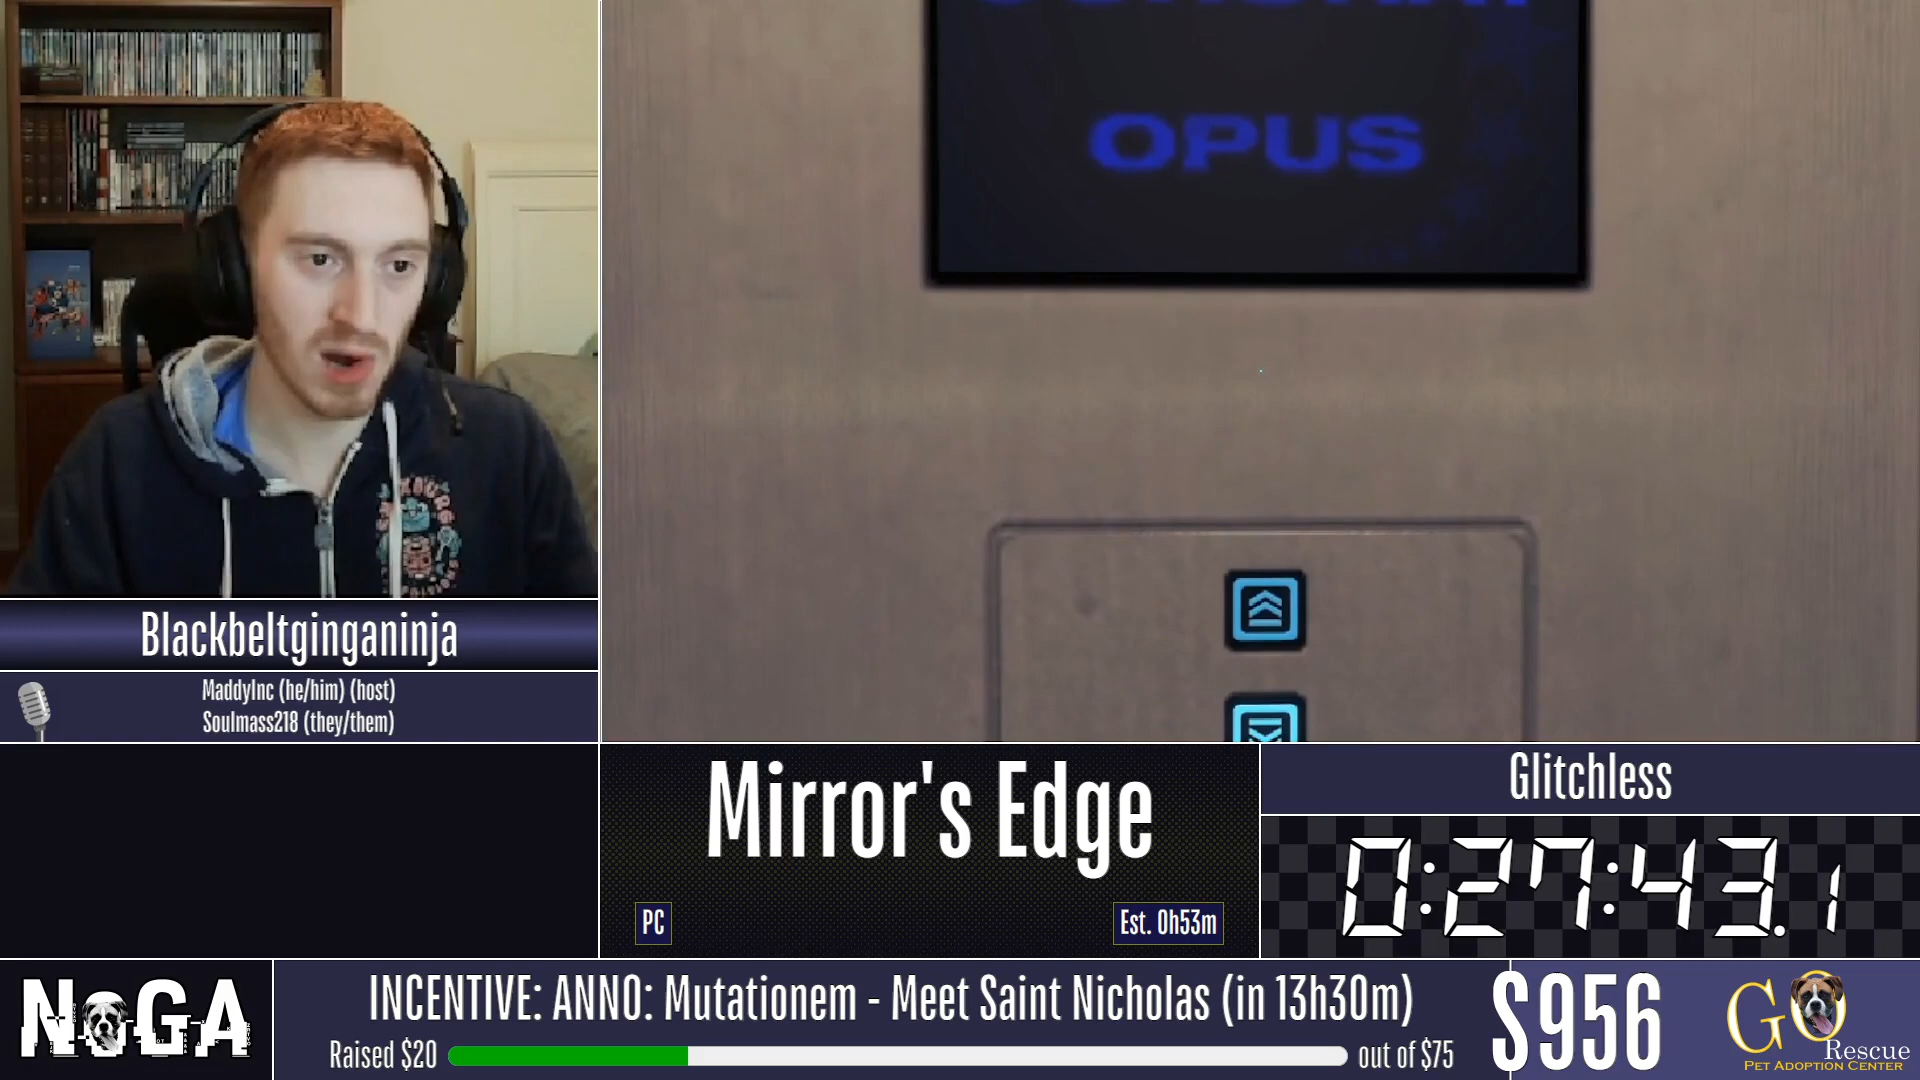 OPUS
Blackbeltginganinja
MaddyInc (he/him) (host)
Soulmass218 (they/them)
Mirror's Edge
PC
Est. 0h53m
Glitchless
0:27:43.1
NoGA
INCENTIVE: ANNO: Mutationem - Meet Saint Nicholas (in 13h30m)
Raised $20
out of $75
$956
GO
Rescue
PET ADOPTION CENTER